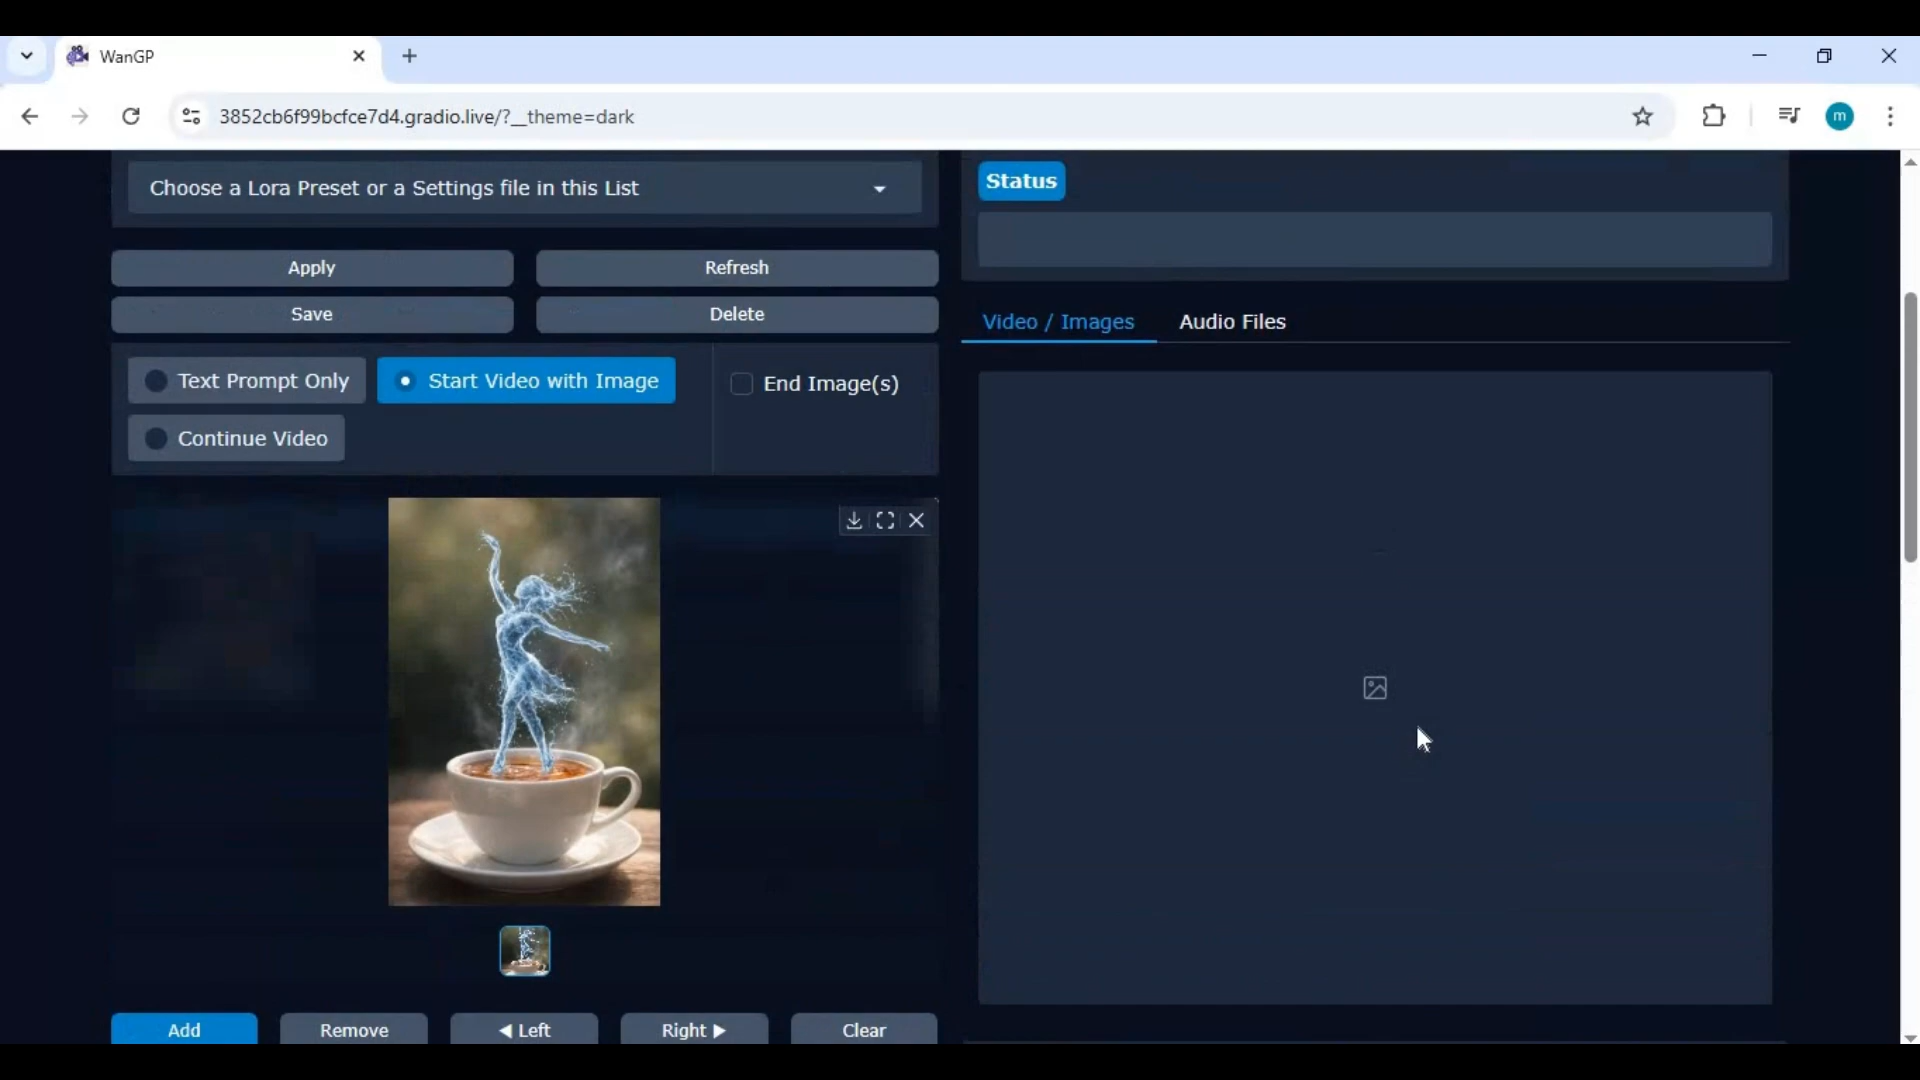 WanGP
3852cb6f99bcfce7d4.gradio.live/?__theme=dark
m
Choose a Lora Preset or a Settings file in this List
Apply
Refresh
Save
Delete
Text Prompt Only
Start Video with Image
End Image(s)
Continue Video
Add
Remove
Left
Right
Clear
Status
Video / Images
Audio Files